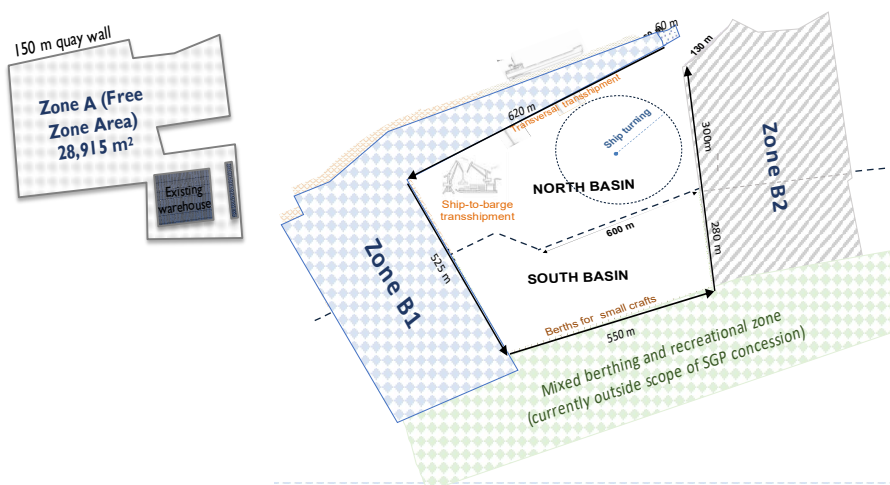 150 m quay wall
Zone A (Free
Zone Area)
28,915 m²
Existing
warehouse
60 m
130 m
620 m
Transversal transshipment
Ship turning
300m
Zone B2
NORTH BASIN
Ship-to-barge
transshipment
600 m
280 m
525 m
Zone B1
SOUTH BASIN
Berths for small crafts
550 m
Mixed berthing and recreational zone
(currently outside scope of SGP concession)